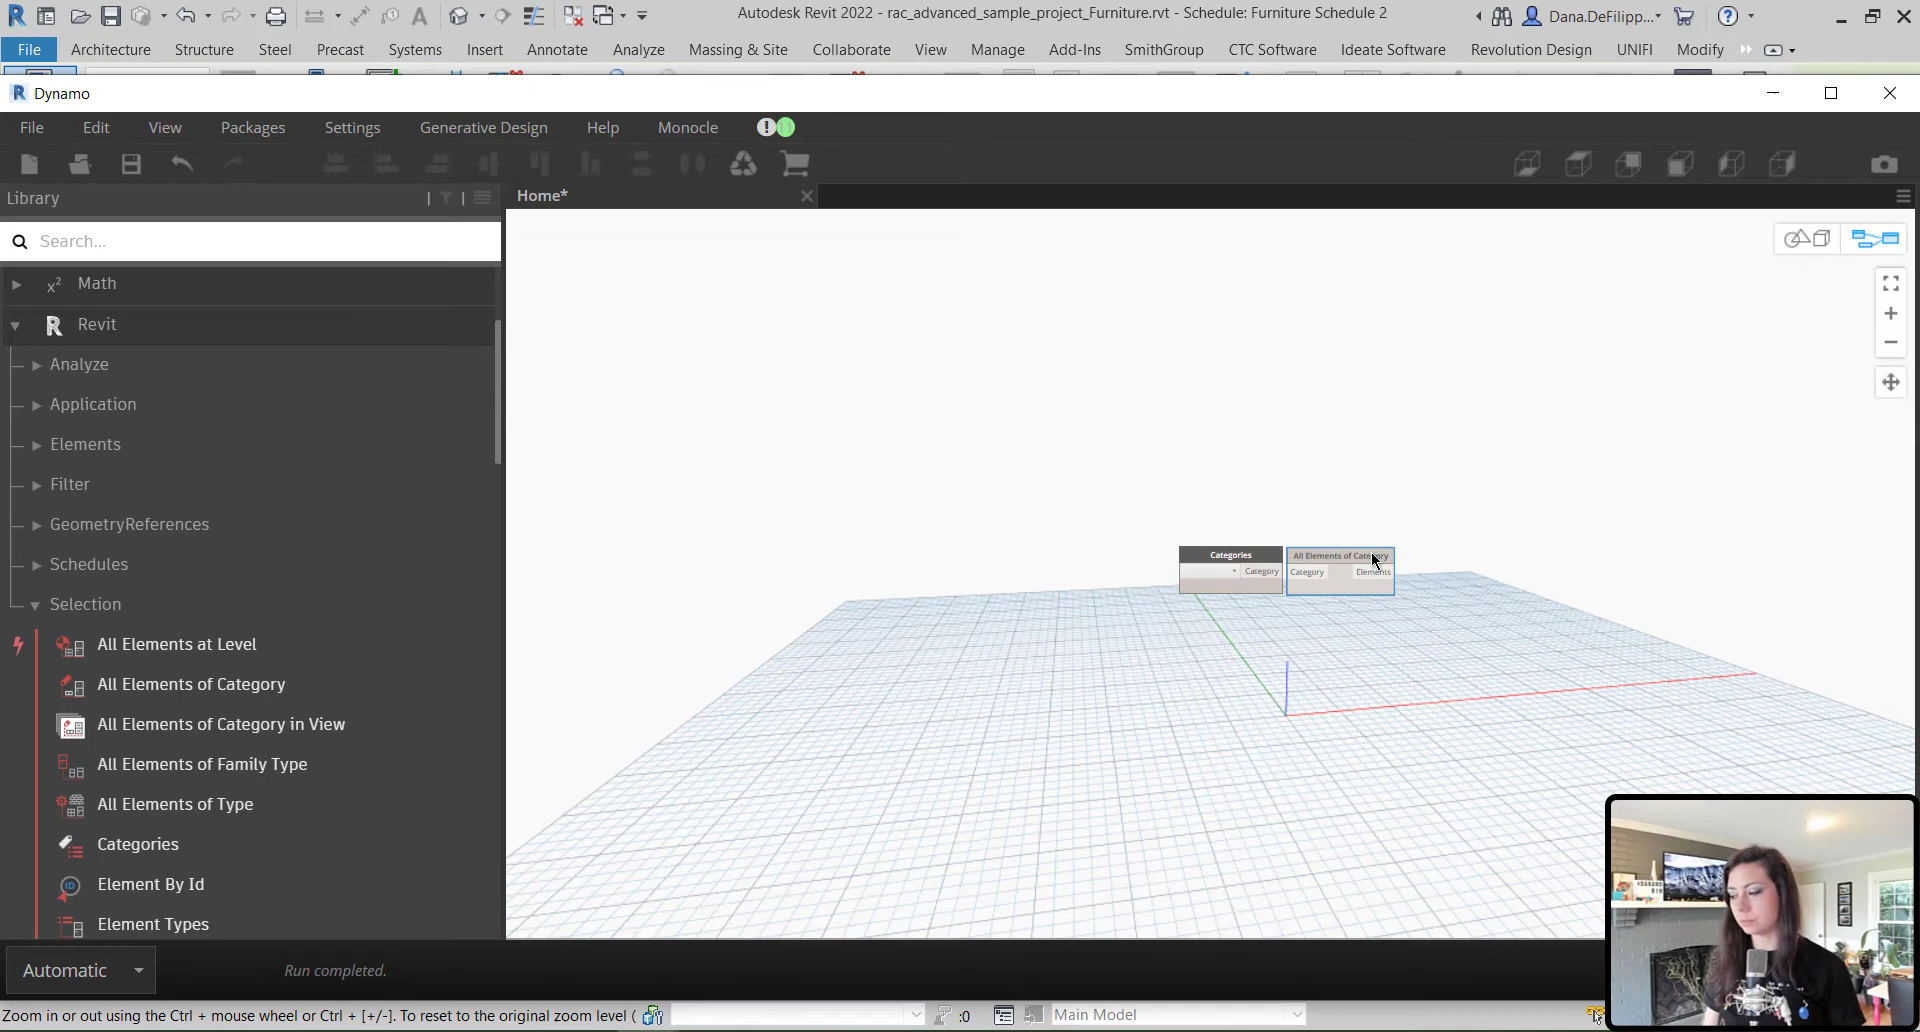 Autodesk Revit 2022 - rac_advanced_sample_project_Furniture.rvt - Schedule: Furniture Schedule 2
Dana.DeFilipp...
File Architecture Structure Steel Precast Systems Insert Annotate Analyze Massing & Site Collaborate View Manage Add-Ins SmithGroup CTC Software Ideate Software Revolution Design UNIFI Modify
Dynamo
File Edit View Packages Settings Generative Design Help Monocle
Library
Home*
Search...
Math
Revit
Analyze
Application
Elements
Filter
GeometryReferences
Schedules
Selection
All Elements at Level
All Elements of Category
All Elements of Category in View
All Elements of Family Type
All Elements of Type
Categories
Element By Id
Element Types
Categories
Category
All Elements of Category
Category Elements
Automatic
Run completed.
Zoom in or out using the Ctrl + mouse wheel or Ctrl + [+/-]. To reset to the original zoom level (
:0
Main Model